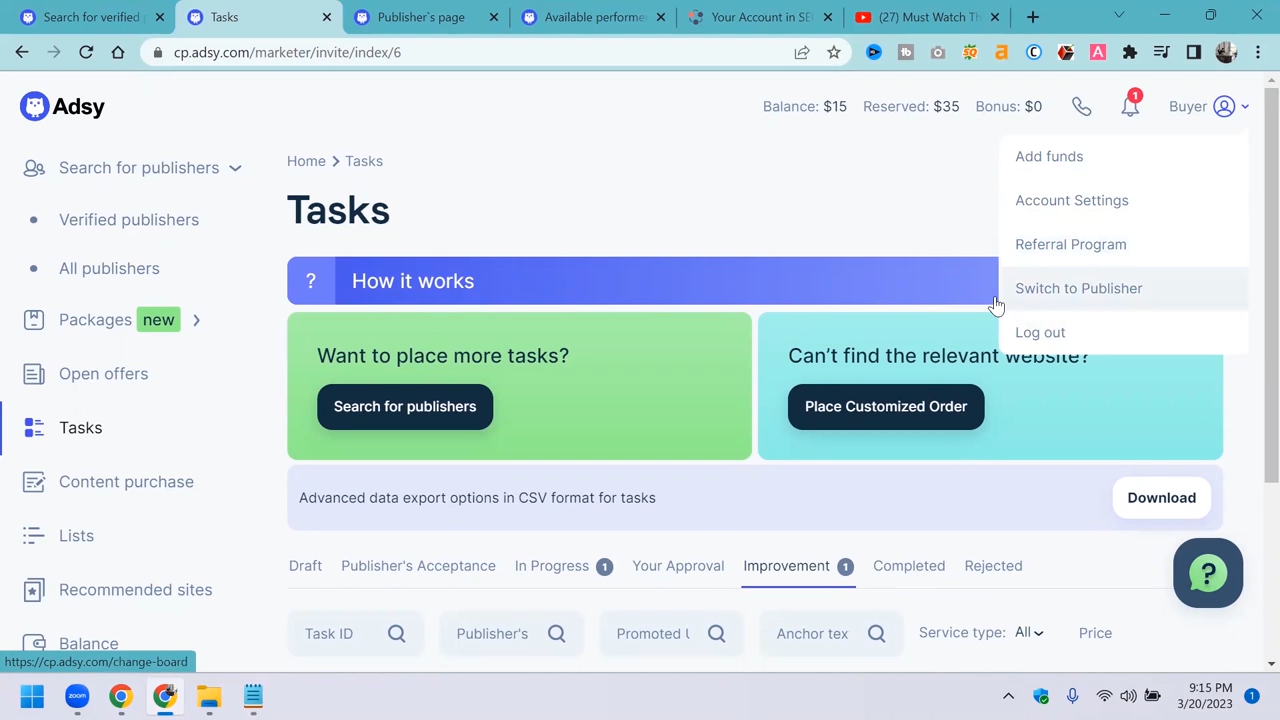 Search for verified p
Tasks
Publisher`s page
Available performe
Your Account in SE
(27) Must Watch Th
cp.adsy.com/marketer/invite/index/6
Adsy
Balance: $15 Reserved: $35 Bonus: $0
1
Buyer
Search for publishers
Verified publishers
All publishers
Packages new
Open offers
Tasks
Content purchase
Lists
Recommended sites
Balance
Home > Tasks
Tasks
? How it works
Want to place more tasks?
Search for publishers
Can't find the relevant website?
Place Customized Order
Add funds
Account Settings
Referral Program
Switch to Publisher
Log out
Advanced data export options in CSV format for tasks
Download
Draft Publisher's Acceptance In Progress 1 Your Approval Improvement 1 Completed Rejected
Task ID Publisher's Promoted U Anchor tex Service type: All Price
?
https://cp.adsy.com/change-board
zoom
9:15 PM
3/20/2023
1